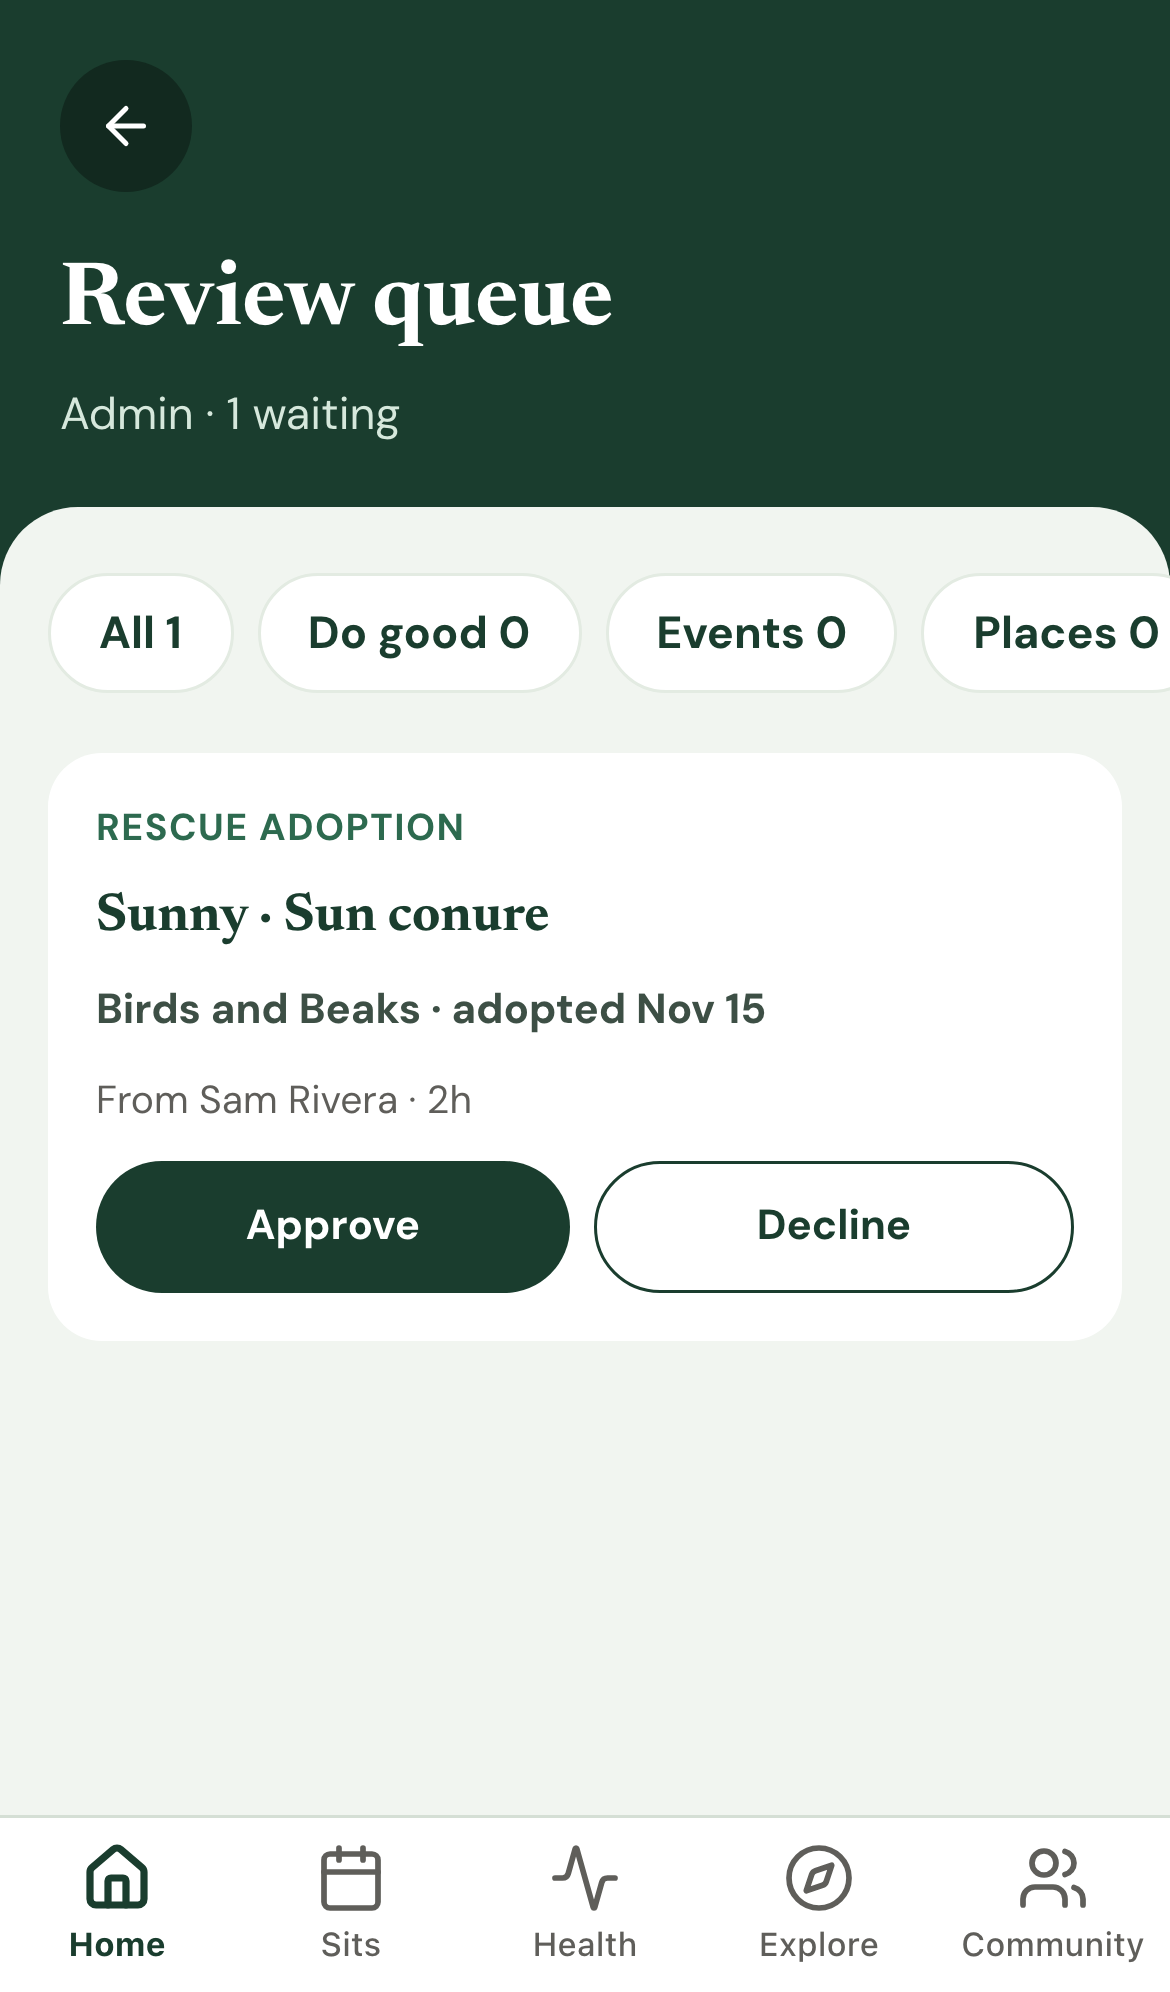 Review queue
Admin · 1 waiting
All 1
Do good 0
Events 0
Places 0
RESCUE ADOPTION
Sunny · Sun conure
Birds and Beaks · adopted Nov 15
From Sam Rivera · 2h
Approve
Decline
Home
Sits
Health
Explore
Community